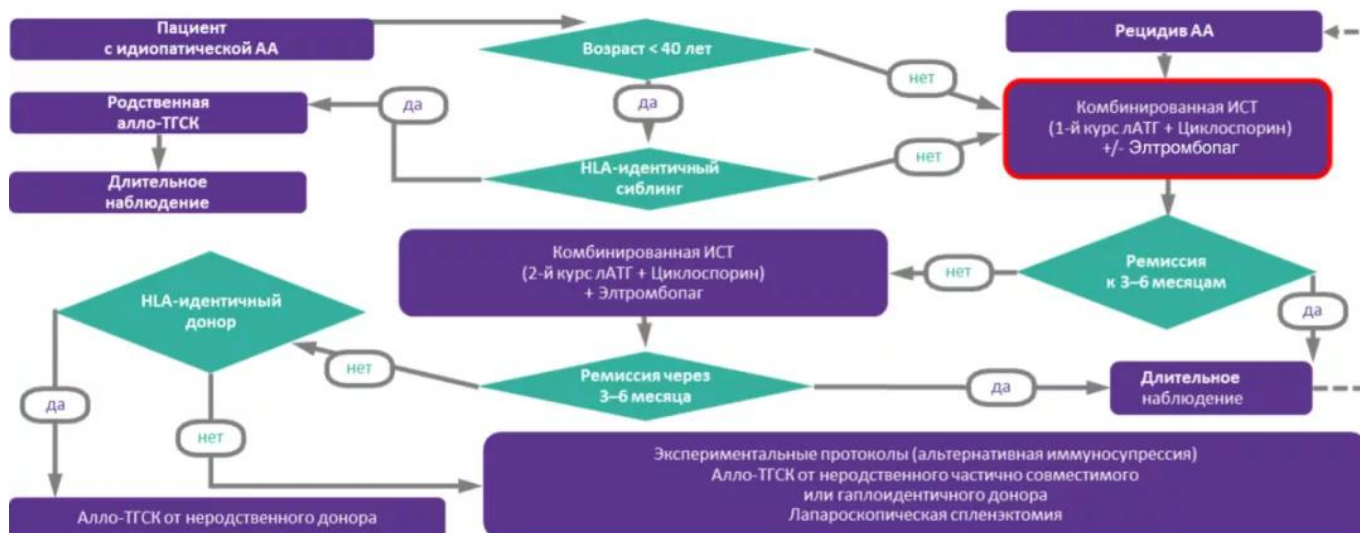 Пациент
с идиопатической АА
Возраст < 40 лет
Рецидив АА
нет
да
да
Родственная
алло-ТГСК
Комбинированная ИСТ
(1-й курс лАТГ + Циклоспорин)
+/- Элтромбопаг
HLA-идентичный
сиблинг
нет
Длительное
наблюдение
Комбинированная ИСТ
(2-й курс лАТГ + Циклоспорин)
+ Элтромбопаг
нет
Ремиссия
к 3–6 месяцам
HLA-идентичный
донор
да
нет
Ремиссия через
3–6 месяца
да
Длительное
наблюдение
да
нет
Экспериментальные протоколы (альтернативная иммуносупрессия)
Алло-ТГСК от неродственного частично совместимого
или гаплоидентичного донора
Лапароскопическая спленэктомия
Алло-ТГСК от неродственного донора